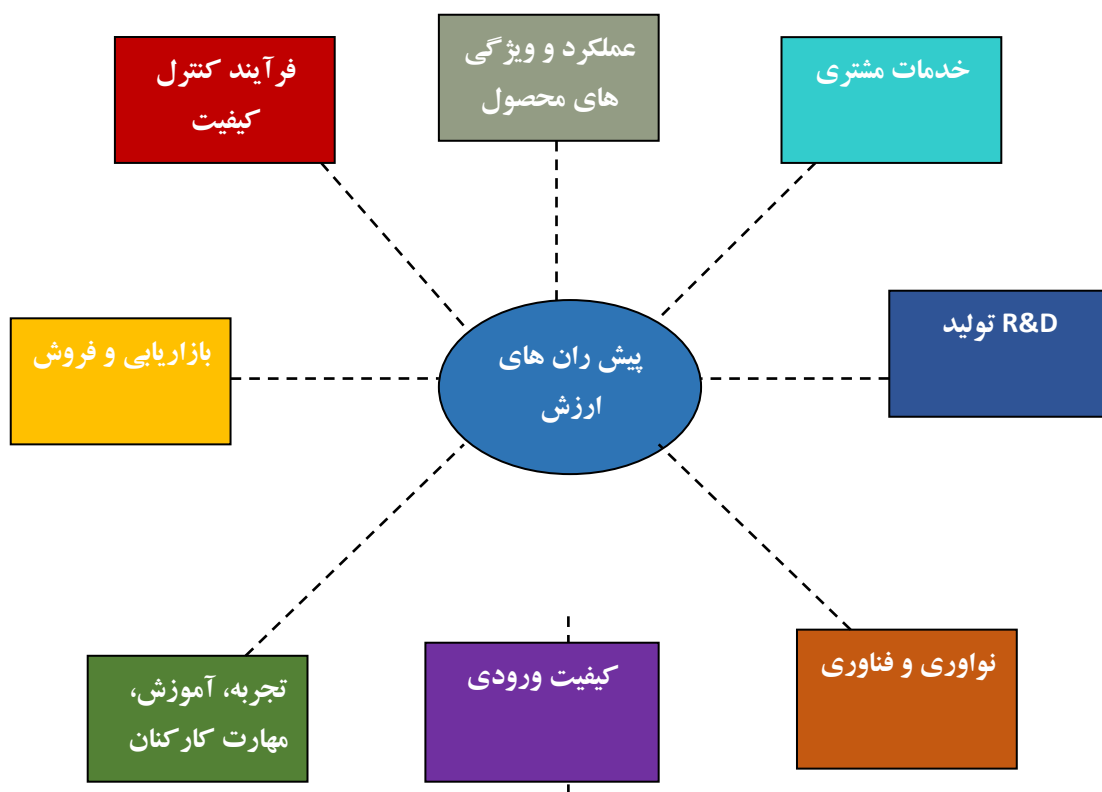 عملکرد و ویژگی
های محصول
خدمات مشتری
فرآیند کنترل
کیفیت
R&D تولید
بازاریابی و فروش
پیش ران های
ارزش
نواوری و فناوری
کیفیت ورودی
تجربه، آموزش،
مهارت کارکنان